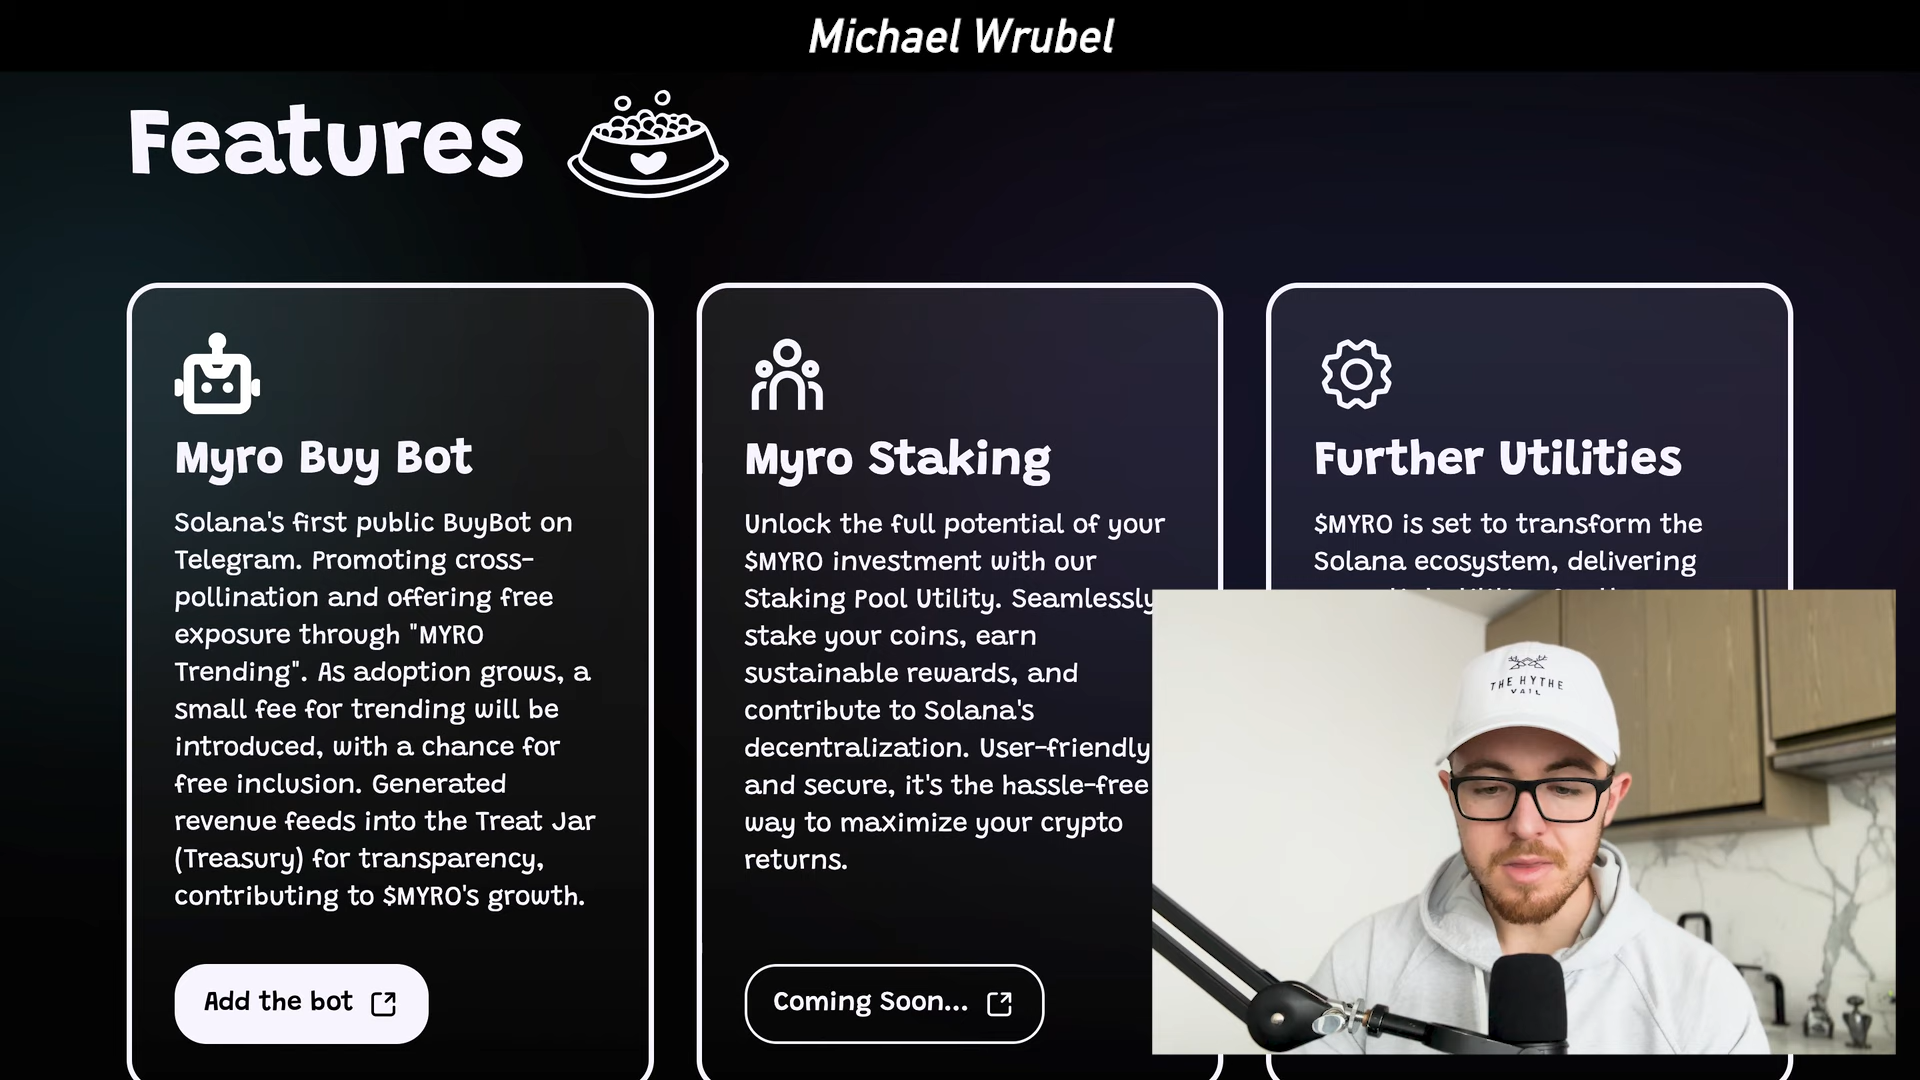 Michael Wrubel
Features
Myro Buy Bot
Solana's first public BuyBot on
Telegram. Promoting cross-
pollination and offering free
exposure through "MYRO
Trending". As adoption grows, a
small fee for trending will be
introduced, with a chance for
free inclusion. Generated
revenue feeds into the Treat Jar
(Treasury) for transparency,
contributing to $MYRO's growth.
Add the bot
Myro Staking
Unlock the full potential of your
$MYRO investment with our
Staking Pool Utility. Seamlessly
stake your coins, earn
sustainable rewards, and
contribute to Solana's
decentralization. User-friendly
and secure, it's the hassle-free
way to maximize your crypto
returns.
Coming Soon...
Further Utilities
$MYRO is set to transform the
Solana ecosystem, delivering
THE HYTHE
VAIL